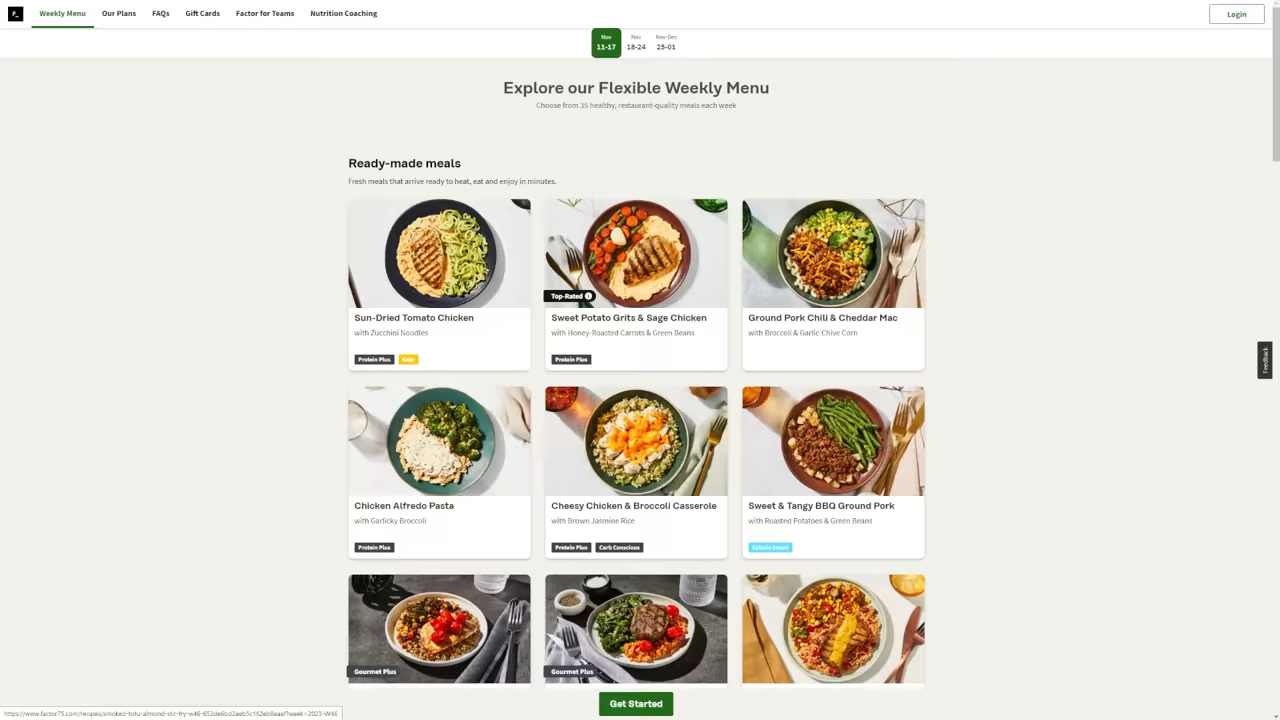 F_
Weekly Menu
Our Plans
FAQs
Gift Cards
Factor for Teams
Nutrition Coaching
Login
Nov
11-17
Nov
18-24
Nov-Dec
25-01
Explore our Flexible Weekly Menu
Choose from 35 healthy, restaurant-quality meals each week
Ready-made meals
Fresh meals that arrive ready to heat, eat and enjoy in minutes.
Top-Rated
Sun-Dried Tomato Chicken
with Zucchini Noodles
Protein Plus
Keto
Sweet Potato Grits & Sage Chicken
with Honey-Roasted Carrots & Green Beans
Protein Plus
Ground Pork Chili & Cheddar Mac
with Broccoli & Garlic-Chive Corn
Feedback
Chicken Alfredo Pasta
with Garlicky Broccoli
Protein Plus
Cheesy Chicken & Broccoli Casserole
with Brown Jasmine Rice
Protein Plus
Carb Conscious
Sweet & Tangy BBQ Ground Pork
with Roasted Potatoes & Green Beans
Calorie Smart
Gourmet Plus
Gourmet Plus
Get Started